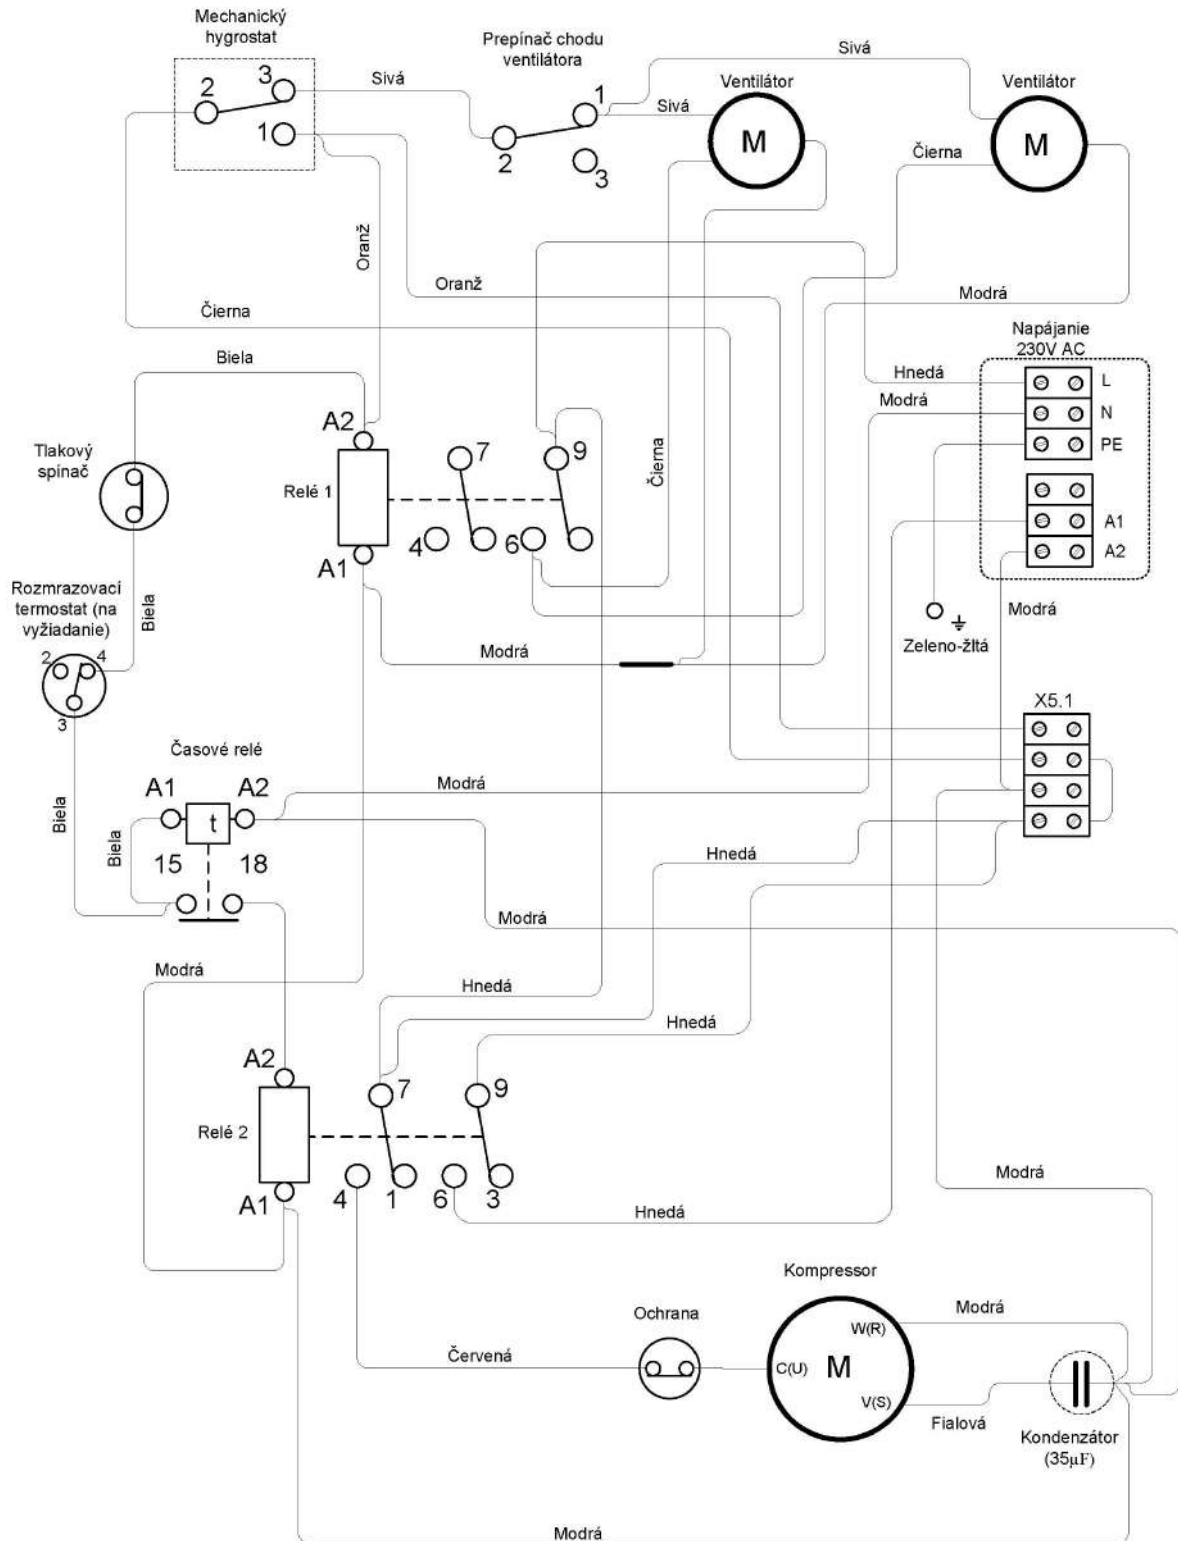 Mechanický
hygrostat
Prepínač chodu
ventilátora
Sivá
Ventilátor
Ventilátor
3
2
Sivá
1
Sivá
1
M
M
2
3
Čierna
Oranž
Oranž
Čierna
Modrá
Napájanie
230V AC
Biela
Hnedá
L
Modrá
N
A2
PE
Tlakový
spínač
7
9
Čierna
Relé 1
4
6
A1
A1
A2
Rozmrazovací
termostat (na
vyžiadanie)
Biela
Modrá
Zeleno-žltá
2
4
Modrá
3
X5.1
Časové relé
A1
A2
Modrá
t
Biela
Biela
15
18
Hnedá
Modrá
Modrá
Hnedá
Hnedá
A2
7
9
Relé 2
A1
4
1
6
3
Modrá
Hnedá
Kompressor
Ochrana
Modrá
W(R)
Červená
C(U)
M
V(S)
Fialová
Kondenzátor
(35µF)
Modrá